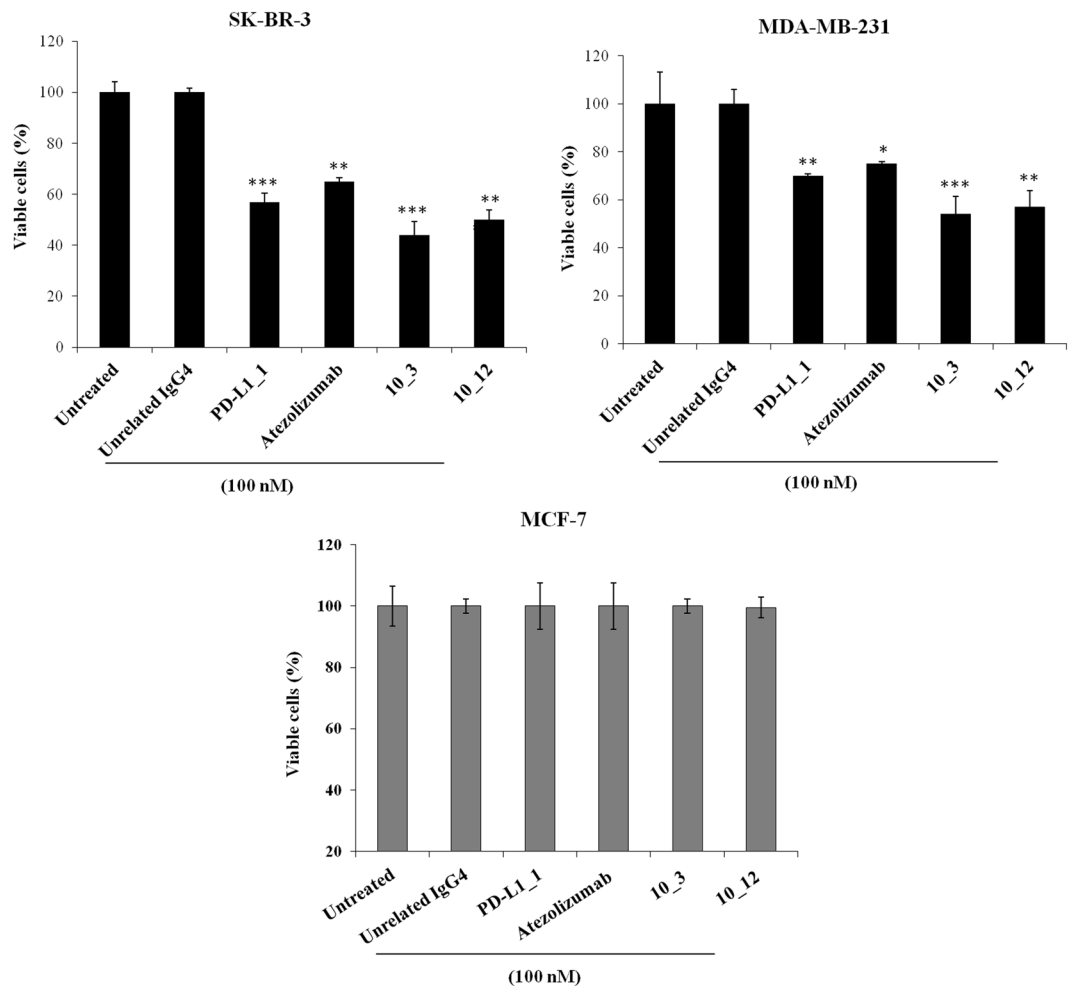 SK-BR-3
120
100
80
60
40
20
0
Viable cells (%)
***
**
***
**
Untreated
Unrelated IgG4
PD-L1_1
Atezolizumab
10_3
10_12
(100 nM)
MDA-MB-231
120
100
80
60
40
20
0
Viable cells (%)
**
*
***
**
Untreated
Unrelated IgG4
PD-L1_1
Atezolizumab
10_3
10_12
(100 nM)
MCF-7
120
100
80
60
40
20
Viable cells (%)
Untreated
Unrelated IgG4
PD-L1_1
Atezolizumab
10_3
10_12
(100 nM)